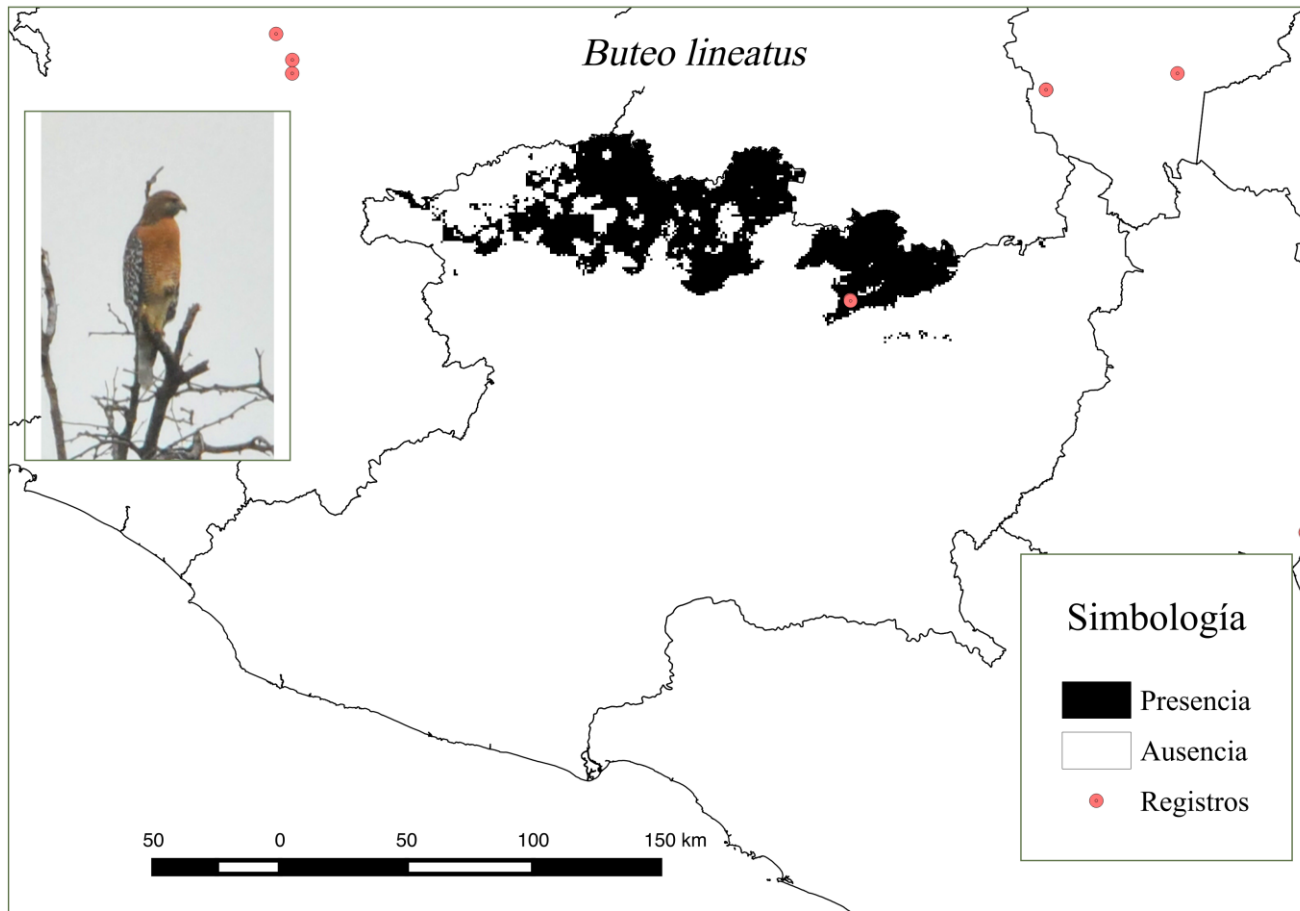 Buteo lineatus
Simbología
Presencia
Ausencia
Registros
50 0 50 100 150 km